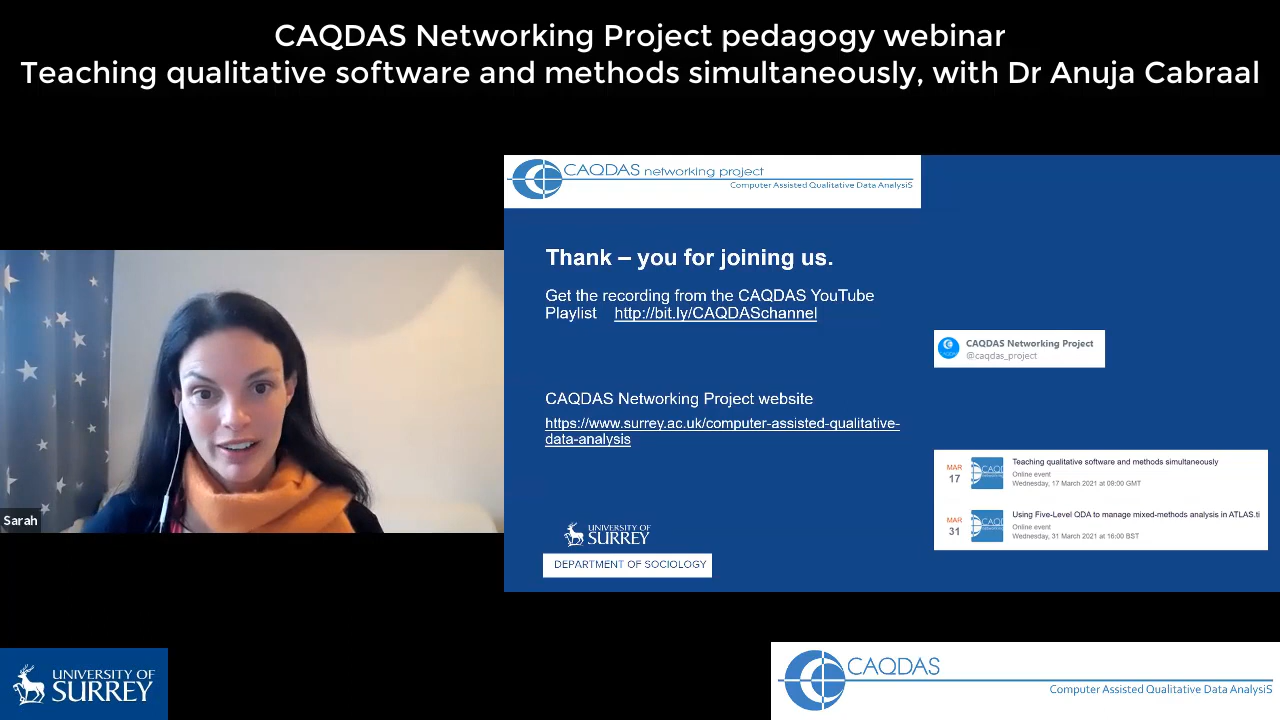 CAQDAS Networking Project pedagogy webinar
Teaching qualitative software and methods simultaneously, with Dr Anuja Cabraal
CAQDAS networking project
Computer Assisted Qualitative Data AnalysiS
Thank – you for joining us.
Get the recording from the CAQDAS YouTube
Playlist http://bit.ly/CAQDASchannel
CAQDAS Networking Project
@caqdas_project
CAQDAS Networking Project website
https://www.surrey.ac.uk/computer-assisted-qualitative-
data-analysis
MAR
17
Teaching qualitative software and methods simultaneously
Online event
Wednesday, 17 March 2021 at 09:00 GMT
MAR
31
Using Five-Level QDA to manage mixed-methods analysis in ATLAS.ti
Online event
Wednesday, 31 March 2021 at 16:00 BST
Sarah
UNIVERSITY OF
SURREY
DEPARTMENT OF SOCIOLOGY
UNIVERSITY OF
SURREY
CAQDAS
Computer Assisted Qualitative Data AnalysiS